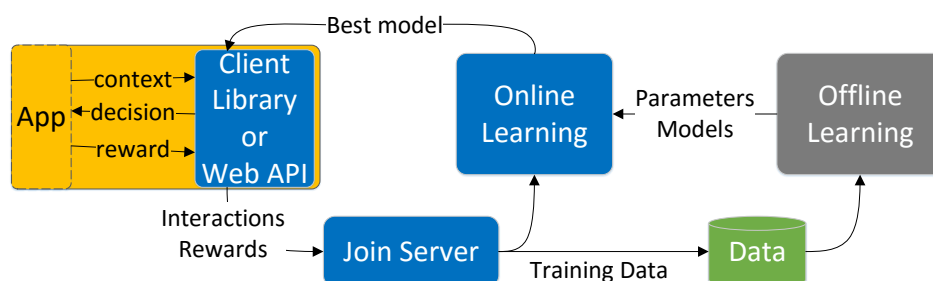 Best model
App
context
decision
reward
Client
Library
or
Web API
Online
Learning
Parameters
Models
Offline
Learning
Interactions
Rewards
Join Server
Training Data
Data